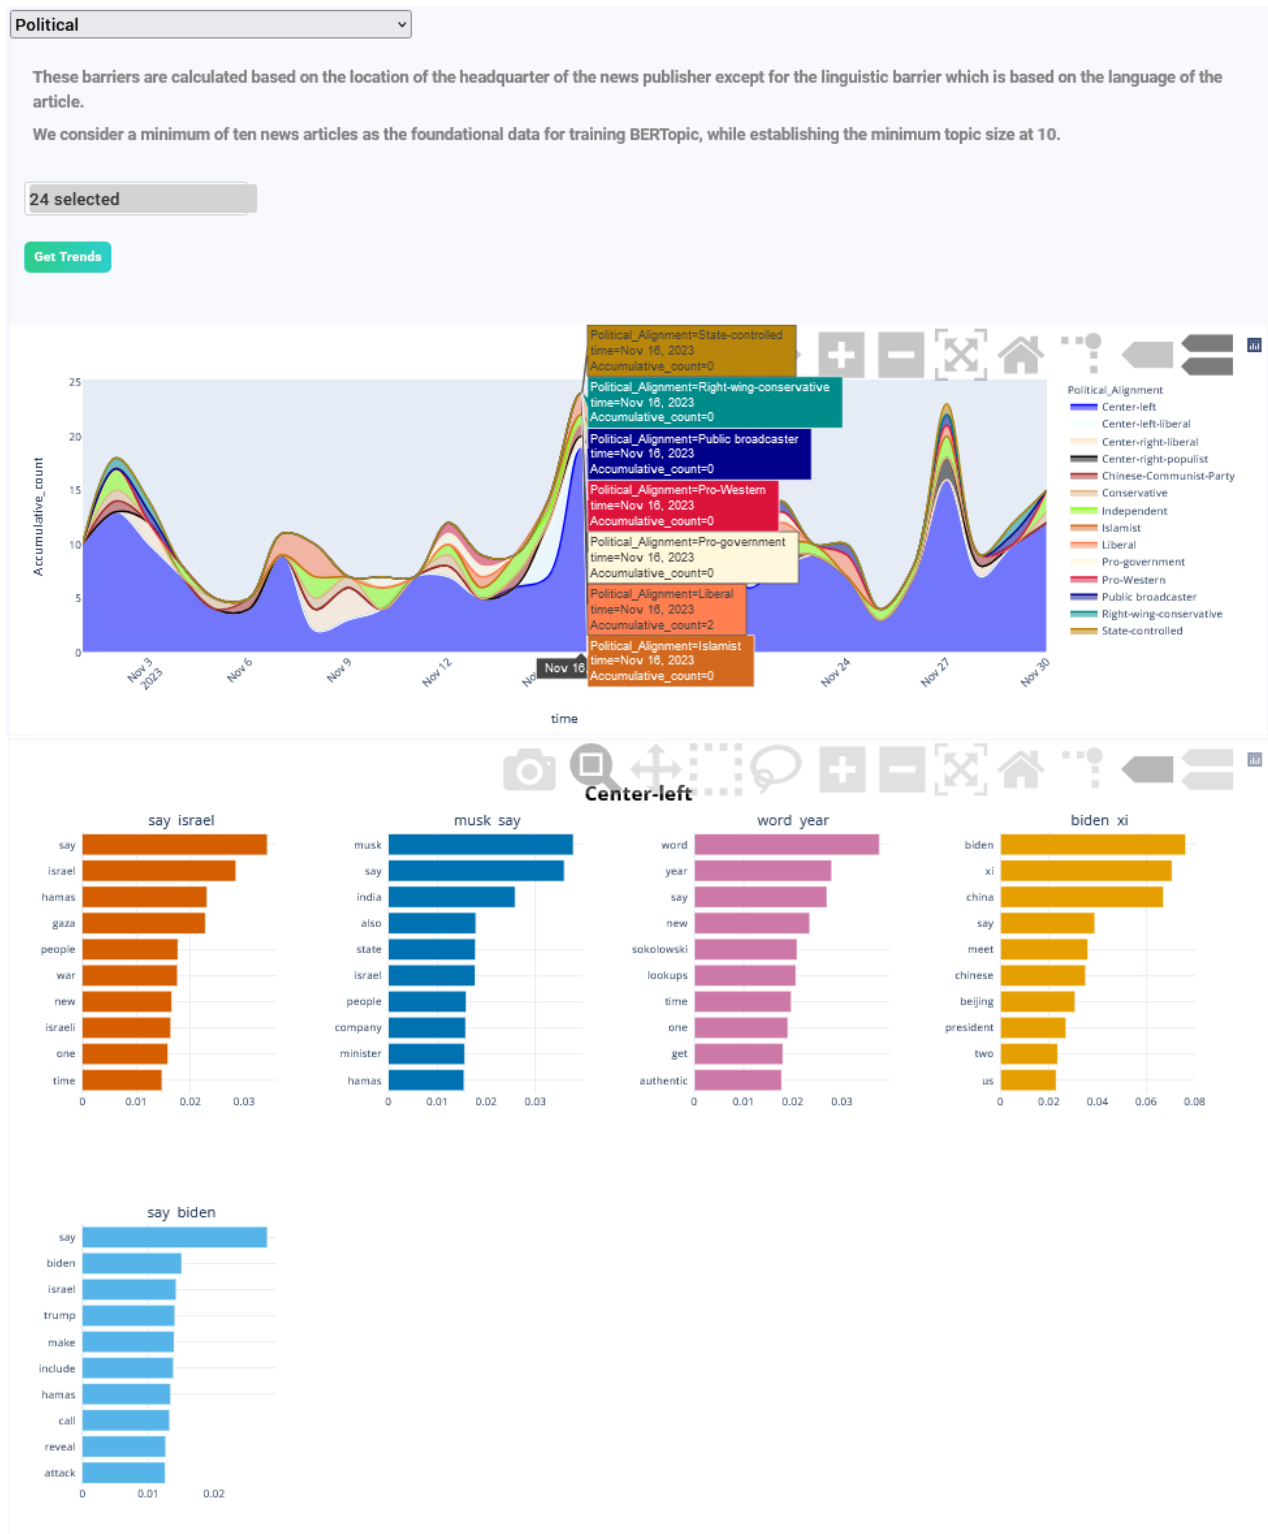 Political
These barriers are calculated based on the location of the headquarter of the news publisher except for the linguistic barrier which is based on the language of the
article.
We consider a minimum of ten news articles as the foundational data for training BERTopic, while establishing the minimum topic size at 10.
24 selected
Get Trends
Political_Alignment=State-controlled
time=Nov 16, 2023
Accumulative_count=0
Political_Alignment=Right-wing-conservative
time=Nov 16, 2023
Accumulative_count=0
Political_Alignment=Public broadcaster
time=Nov 16, 2023
Accumulative_count=0
Political_Alignment=Pro-Western
time=Nov 16, 2023
Accumulative_count=0
Political_Alignment=Pro-government
time=Nov 16, 2023
Accumulative_count=0
Political_Alignment=Liberal
time=Nov 16, 2023
Accumulative_count=2
Political_Alignment=Islamist
time=Nov 16, 2023
Accumulative_count=0
Accumulative_count
25
20
15
10
5
0
Nov 3
2023
Nov 6
Nov 9
Nov 12
Nov 16
Nov 24
Nov 27
Nov 30
time
Political_Alignment
Center-left
Center-left-liberal
Center-right-liberal
Center-right-populist
Chinese-Communist-Party
Conservative
Independent
Islamist
Liberal
Pro-government
Pro-Western
Public broadcaster
Right-wing-conservative
State-controlled
Center-left
say_israel
say
israel
hamas
gaza
people
war
new
israeli
one
time
0 0.01 0.02 0.03
musk_say
musk
say
india
also
state
israel
people
company
minister
hamas
0 0.01 0.02 0.03
word_year
word
year
say
new
sokolowski
lookups
time
one
get
authentic
0 0.01 0.02 0.03
biden_xi
biden
xi
china
say
meet
chinese
beijing
president
two
us
0 0.02 0.04 0.06 0.08
say_biden
say
biden
israel
trump
make
include
hamas
call
reveal
attack
0 0.01 0.02